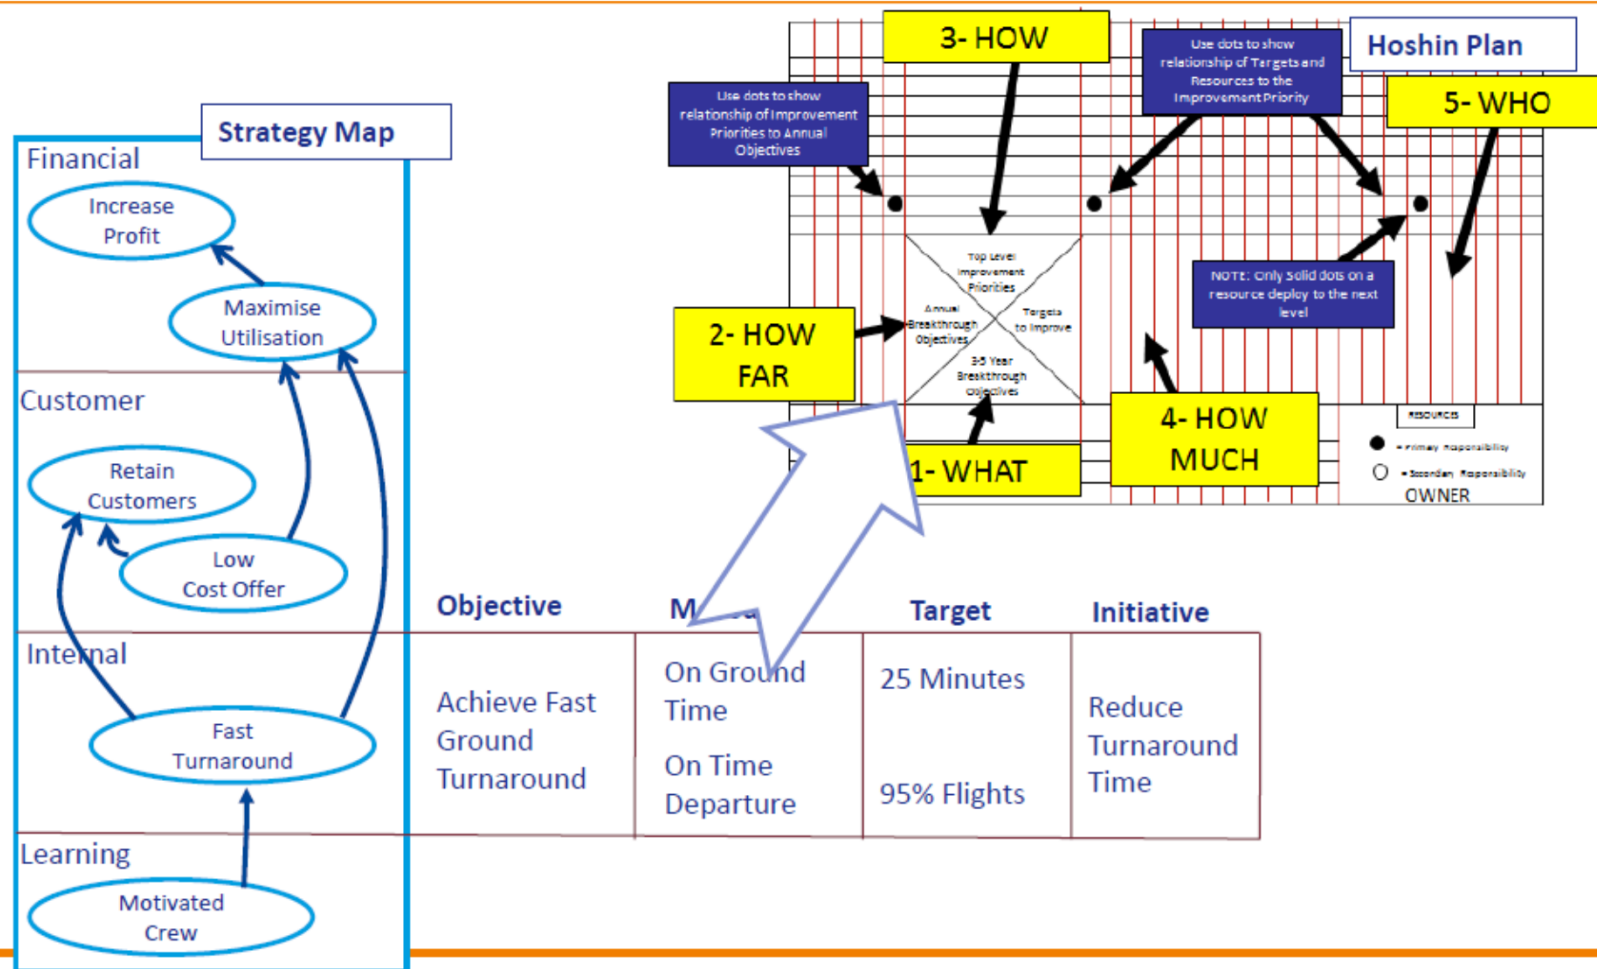 Strategy Map
Financial
Increase
Profit
Maximise
Utilisation
Customer
Retain
Customers
Low
Cost Offer
Internal
Fast
Turnaround
Learning
Motivated
Crew
Hoshin Plan
3- HOW
Use dots to show
relationship of Improvement
Priorities to Annual
Objectives
Use dots to show
relationship of Targets and
Resources to the
Improvement Priority
5- WHO
Top Level
Improvement
Priorities
Annual
Breakthrough
Objectives
Targets
to Improve
3-5 Year
Breakthrough
Objectives
NOTE: Only Solid dots on a
resource deploy to the next
level
2- HOW
FAR
1- WHAT
4- HOW
MUCH
RESOURCES
= Primary Responsibility
= Secondary Responsibility
OWNER
Objective
Target
Initiative
Achieve Fast
Ground
Turnaround
On Ground
Time
On Time
Departure
25 Minutes
95% Flights
Reduce
Turnaround
Time